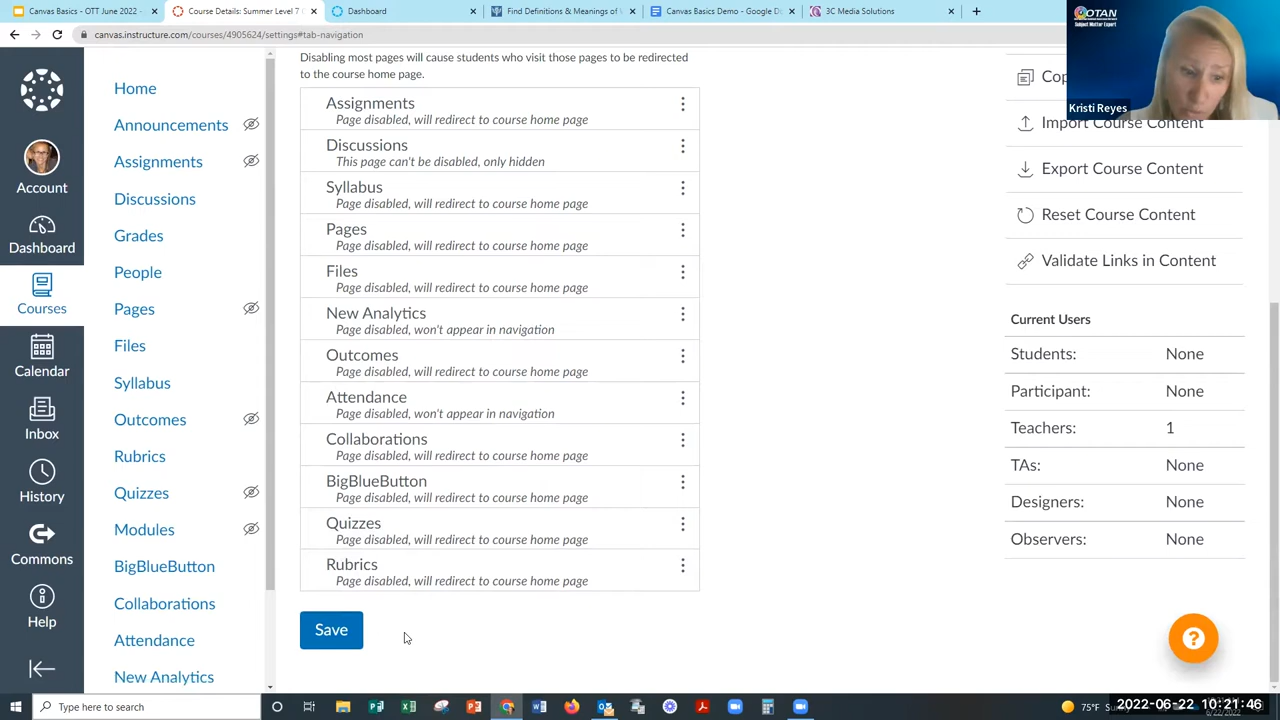 Canvas Basics - OTT June 2022 -
Course Details: Summer Level 7
Dashboard
Find Definitions & Meanings of
Canvas Basics Demo - Google D
3C Media Solutions
OTAN
Subject Matter Expert
canvas.instructure.com/courses/4905624/settings#tab-navigation
Kristi Reyes
Account
Dashboard
Courses
Calendar
Inbox
History
Commons
Help
Home
Announcements
Assignments
Discussions
Grades
People
Pages
Files
Syllabus
Outcomes
Rubrics
Quizzes
Modules
BigBlueButton
Collaborations
Attendance
New Analytics
Disabling most pages will cause students who visit those pages to be redirected
to the course home page.
Assignments
Page disabled, will redirect to course home page
Discussions
This page can't be disabled, only hidden
Syllabus
Page disabled, will redirect to course home page
Pages
Page disabled, will redirect to course home page
Files
Page disabled, will redirect to course home page
New Analytics
Page disabled, won't appear in navigation
Outcomes
Page disabled, will redirect to course home page
Attendance
Page disabled, won't appear in navigation
Collaborations
Page disabled, will redirect to course home page
BigBlueButton
Page disabled, will redirect to course home page
Quizzes
Page disabled, will redirect to course home page
Rubrics
Page disabled, will redirect to course home page
Save
Import Course Content
Export Course Content
Reset Course Content
Validate Links in Content
Current Users
Students: None
Participant: None
Teachers: 1
TAs: None
Designers: None
Observers: None
?
Type here to search
75°F
2022-06-22 10:21:46